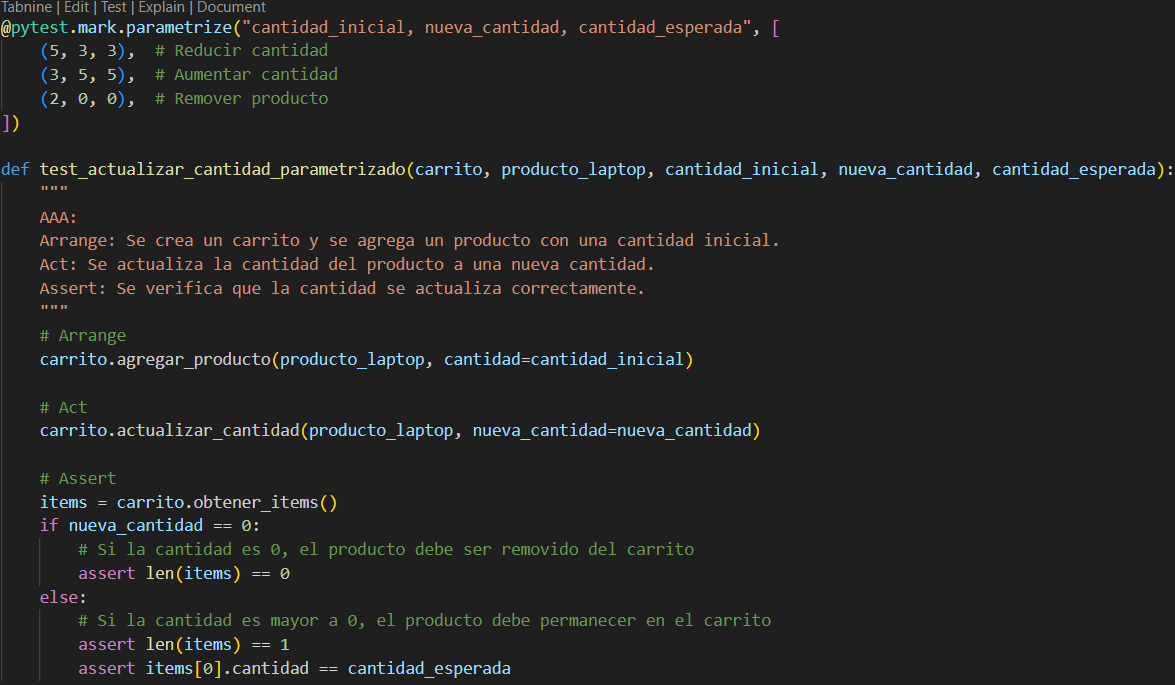 Tabnine | Edit | Test | Explain | Document
@pytest.mark.parametrize("cantidad_inicial, nueva_cantidad, cantidad_esperada", [
    (5, 3, 3),  # Reducir cantidad
    (3, 5, 5),  # Aumentar cantidad
    (2, 0, 0),  # Remover producto
])

def test_actualizar_cantidad_parametrizado(carrito, producto_laptop, cantidad_inicial, nueva_cantidad, cantidad_esperada):
    """
    AAA:
    Arrange: Se crea un carrito y se agrega un producto con una cantidad inicial.
    Act: Se actualiza la cantidad del producto a una nueva cantidad.
    Assert: Se verifica que la cantidad se actualiza correctamente.
    """
    # Arrange
    carrito.agregar_producto(producto_laptop, cantidad=cantidad_inicial)

    # Act
    carrito.actualizar_cantidad(producto_laptop, nueva_cantidad=nueva_cantidad)

    # Assert
    items = carrito.obtener_items()
    if nueva_cantidad == 0:
        # Si la cantidad es 0, el producto debe ser removido del carrito
        assert len(items) == 0
    else:
        # Si la cantidad es mayor a 0, el producto debe permanecer en el carrito
        assert len(items) == 1
        assert items[0].cantidad == cantidad_esperada